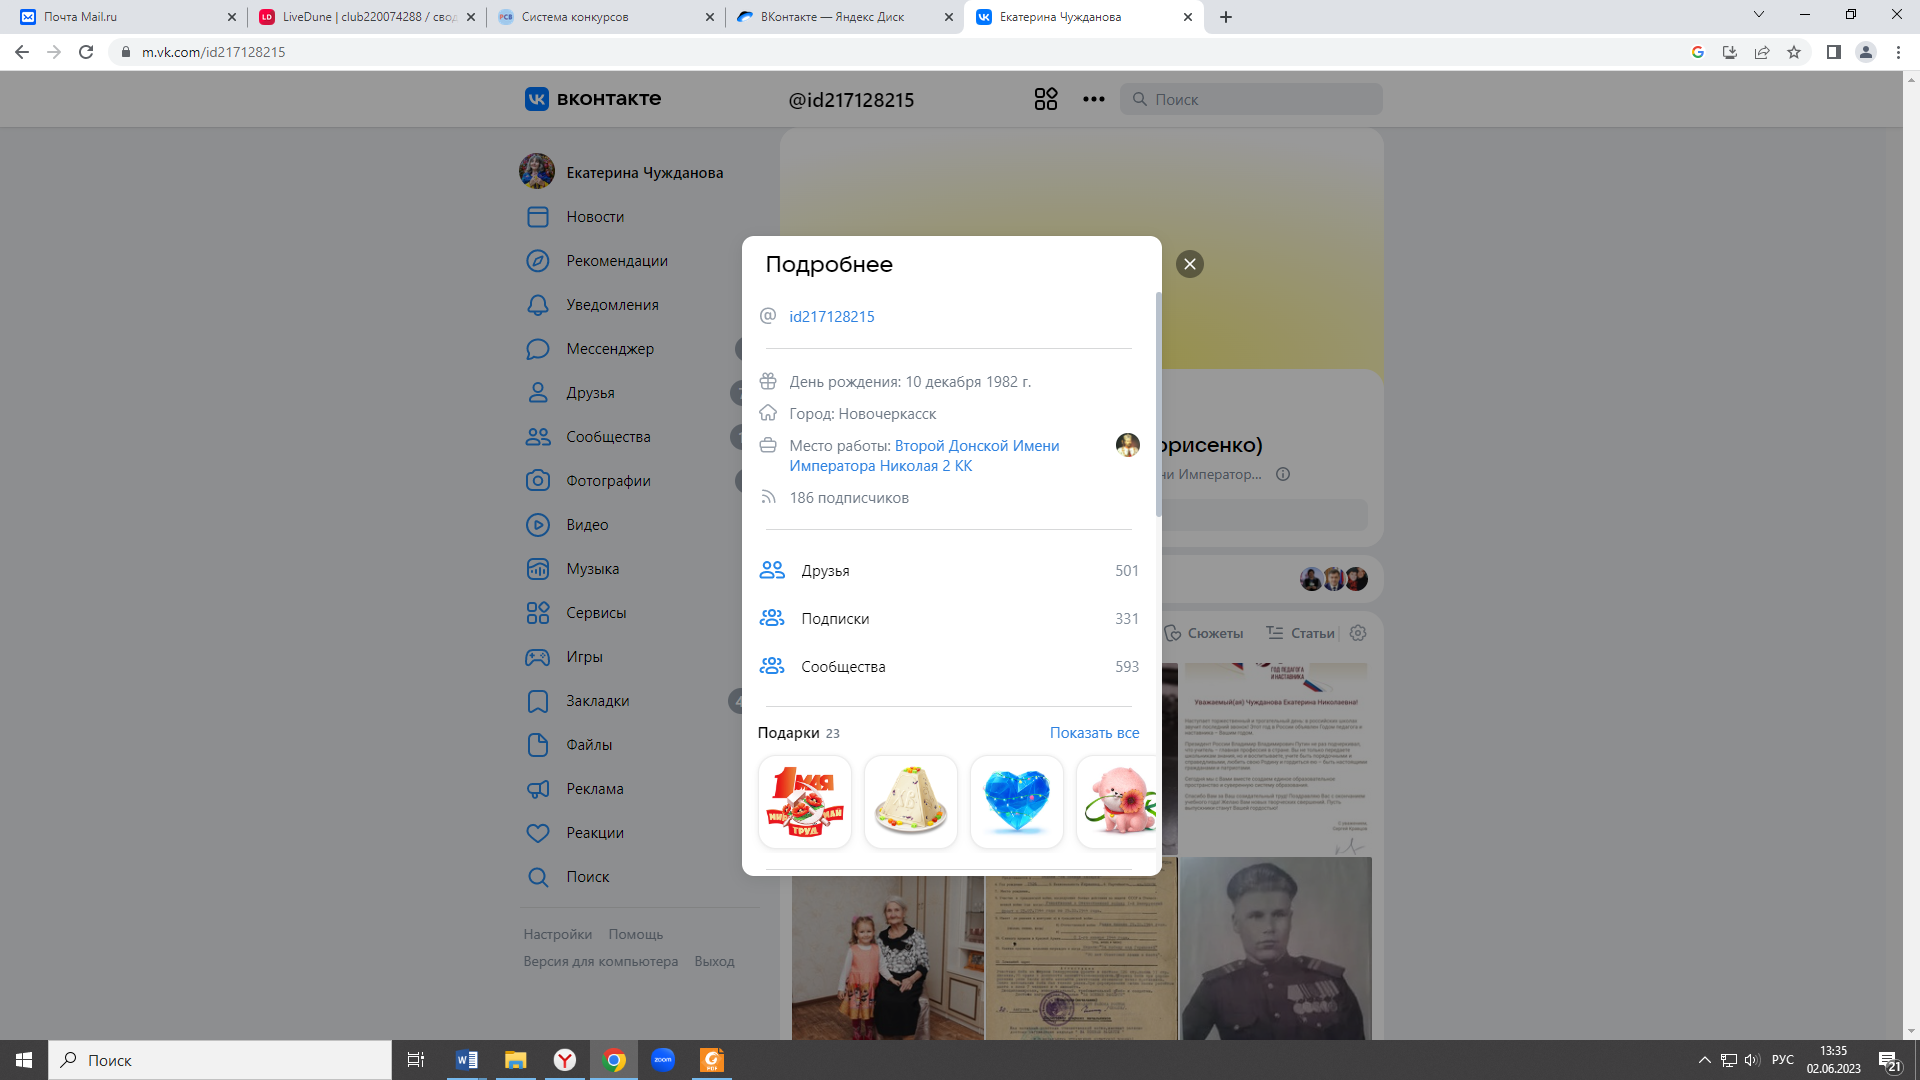 Почта Mail.ru
LiveDune | club220074288 / свод
Система конкурсов
ВКонтакте — Яндекс Диск
Екатерина Чужданова
m.vk.com/id217128215
вконтакте
@id217128215
Поиск
Екатерина Чужданова
Новости
Рекомендации
Уведомления
Мессенджер
Друзья
Сообщества
Фотографии
Видео
Музыка
Сервисы
Игры
Закладки
4
Файлы
Реклама
Реакции
Поиск
Настройки Помощь
Версия для компьютера Выход
Подробнее
id217128215
День рождения: 10 декабря 1982 г.
Город: Новочеркасск
Место работы: Второй Донской Имени
Императора Николая 2 КК
186 подписчиков
Друзья 501
Подписки 331
Сообщества 593
Подарки 23 Показать все
1 МАЯ
МИР ТРУД МАЙ
ХВ
орисенко)
ни Император...
Сюжеты Статьи
ГОД ПЕДАГОГА
И НАСТАВНИКА
Уважаемый(ая) Чужданова Екатерина Николаевна!
Поиск
zoom
PDF
РУС
13:35
02.06.2023
21